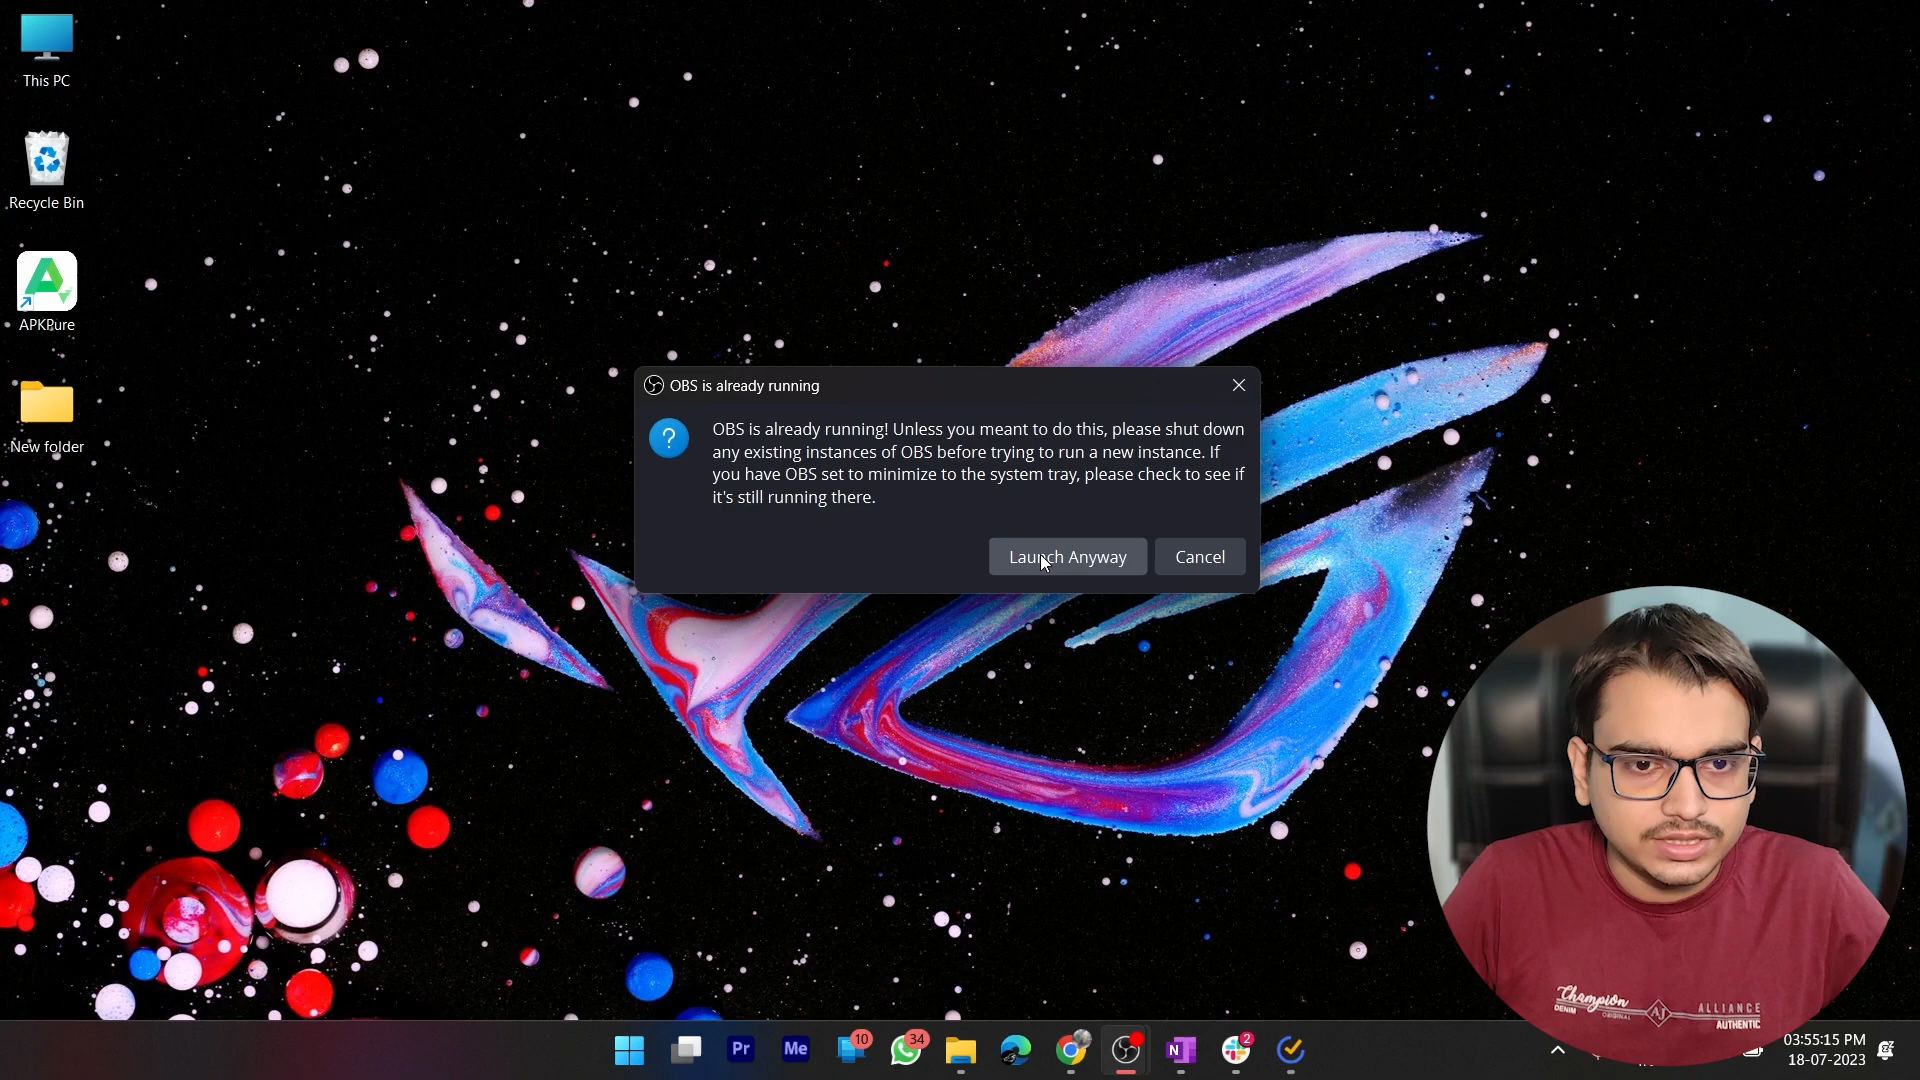 This PC
Recycle Bin
APKPure
New folder
OBS is already running
OBS is already running! Unless you meant to do this, please shut down
any existing instances of OBS before trying to run a new instance. If
you have OBS set to minimize to the system tray, please check to see if
it's still running there.
Launch Anyway
Cancel
Champion
DENIM
ORIGINAL
AJ
ALLIANCE
AUTHENTIC
Pr
Me
10
34
N
2
03:55:15 PM
18-07-2023